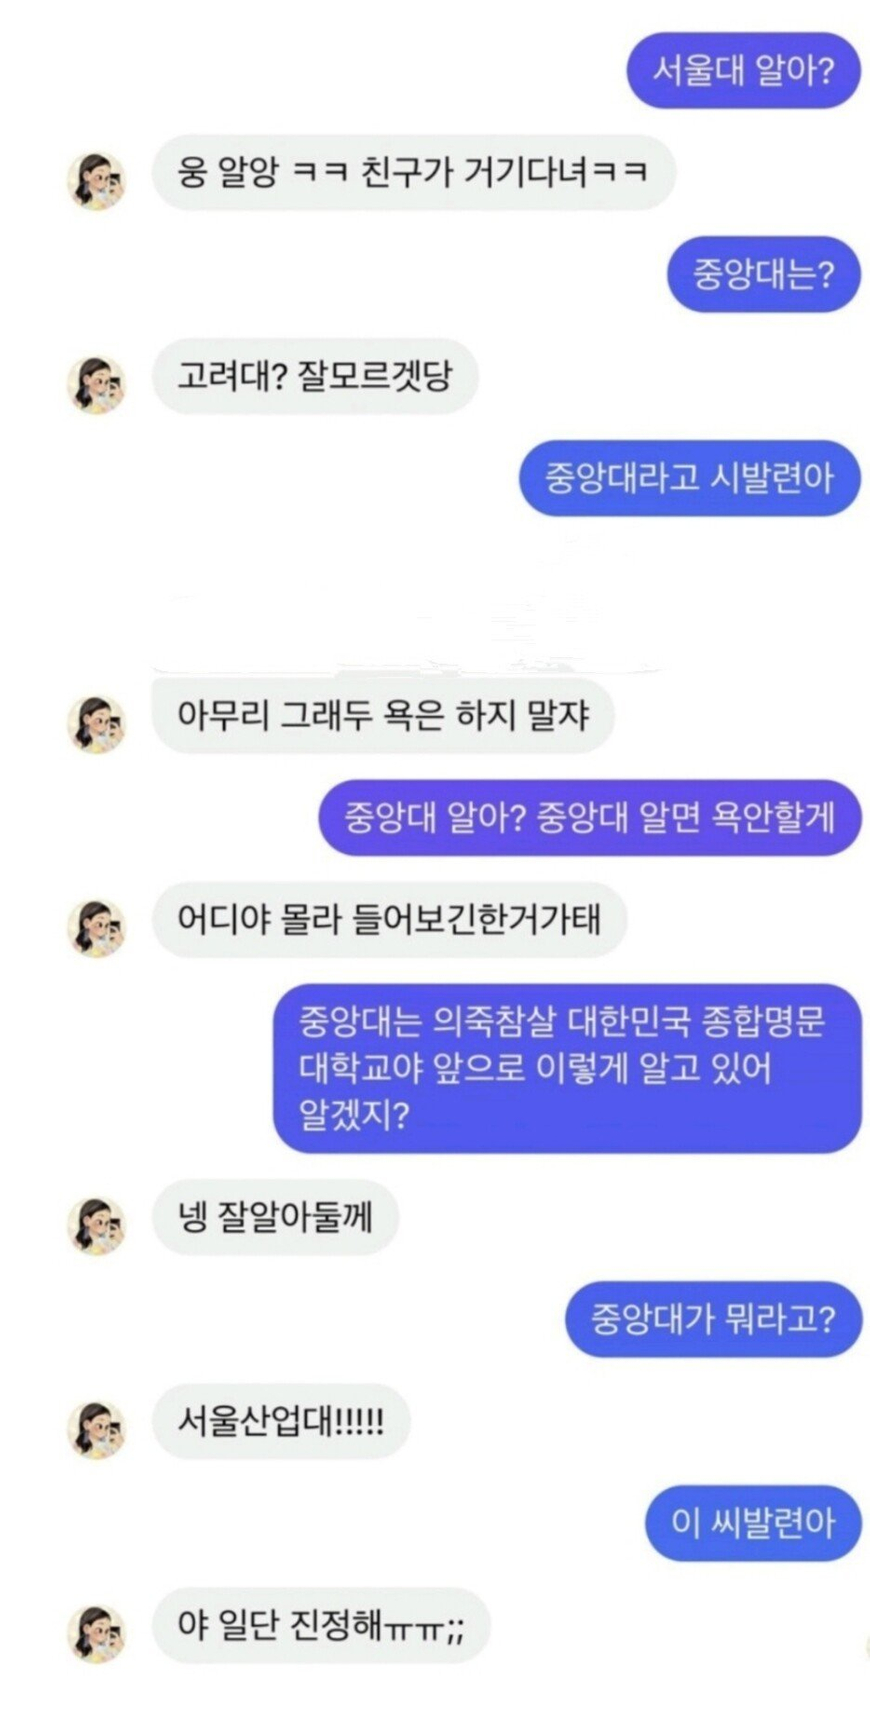 서울대 알아?
웅 알앙 ㅋㅋ 친구가 거기다녀ㅋㅋ
중앙대는?
고려대? 잘모르겟당
중앙대라고 시발련아
아무리 그래두 욕은 하지 말쟈
중앙대 알아? 중앙대 알면 욕안할게
어디야 몰라 들어보긴한거가태
중앙대는 의죽참살 대한민국 종합명문
대학교야 앞으로 이렇게 알고 있어
알겠지?
넹 잘알아둘께
중앙대가 뭐라고?
서울산업대!!!!!
이 씨발련아
야 일단 진정해ㅠㅠ;;